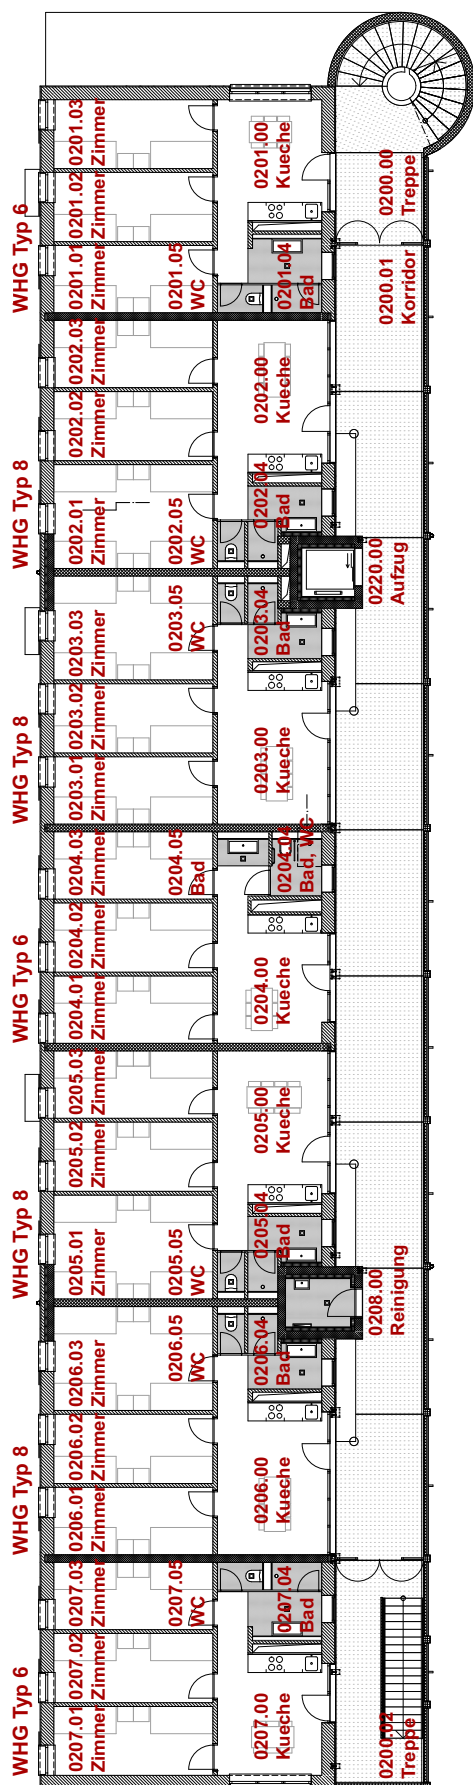 WHG Typ 6
0201.03
Zimmer
0201.02
Zimmer
0201.01
Zimmer
0201.05
WC
0201.00
Kueche
0201.04
Bad
0200.00
Treppe
0200.01
Korridor
WHG Typ 8
0202.03
Zimmer
0202.02
Zimmer
0202.01
Zimmer
0202.05
WC
0202.00
Kueche
0202.04
Bad
0220.00
Aufzug
WHG Typ 8
0203.03
Zimmer
0203.02
Zimmer
0203.01
Zimmer
0203.05
WC
0203.04
Bad
0203.00
Kueche
WHG Typ 6
0204.03
Zimmer
0204.02
Zimmer
0204.01
Zimmer
0204.05
Bad
0204.04
Bad, WC
0204.00
Kueche
WHG Typ 8
0205.03
Zimmer
0205.02
Zimmer
0205.01
Zimmer
0205.05
WC
0205.00
Kueche
0205.04
Bad
0208.00
Reinigung
WHG Typ 8
0206.03
Zimmer
0206.02
Zimmer
0206.01
Zimmer
0206.05
WC
0206.04
Bad
0206.00
Kueche
WHG Typ 6
0207.03
Zimmer
0207.02
Zimmer
0207.01
Zimmer
0207.05
WC
0207.04
Bad
0207.00
Kueche
0200.02
Treppe